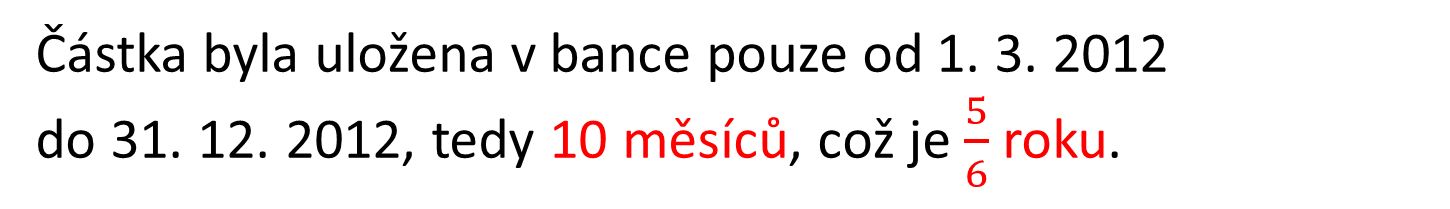 Částka byla uložena v bance pouze od 1. 3. 2012
do 31. 12. 2012, tedy 10 měsíců, což je 5/6 roku.